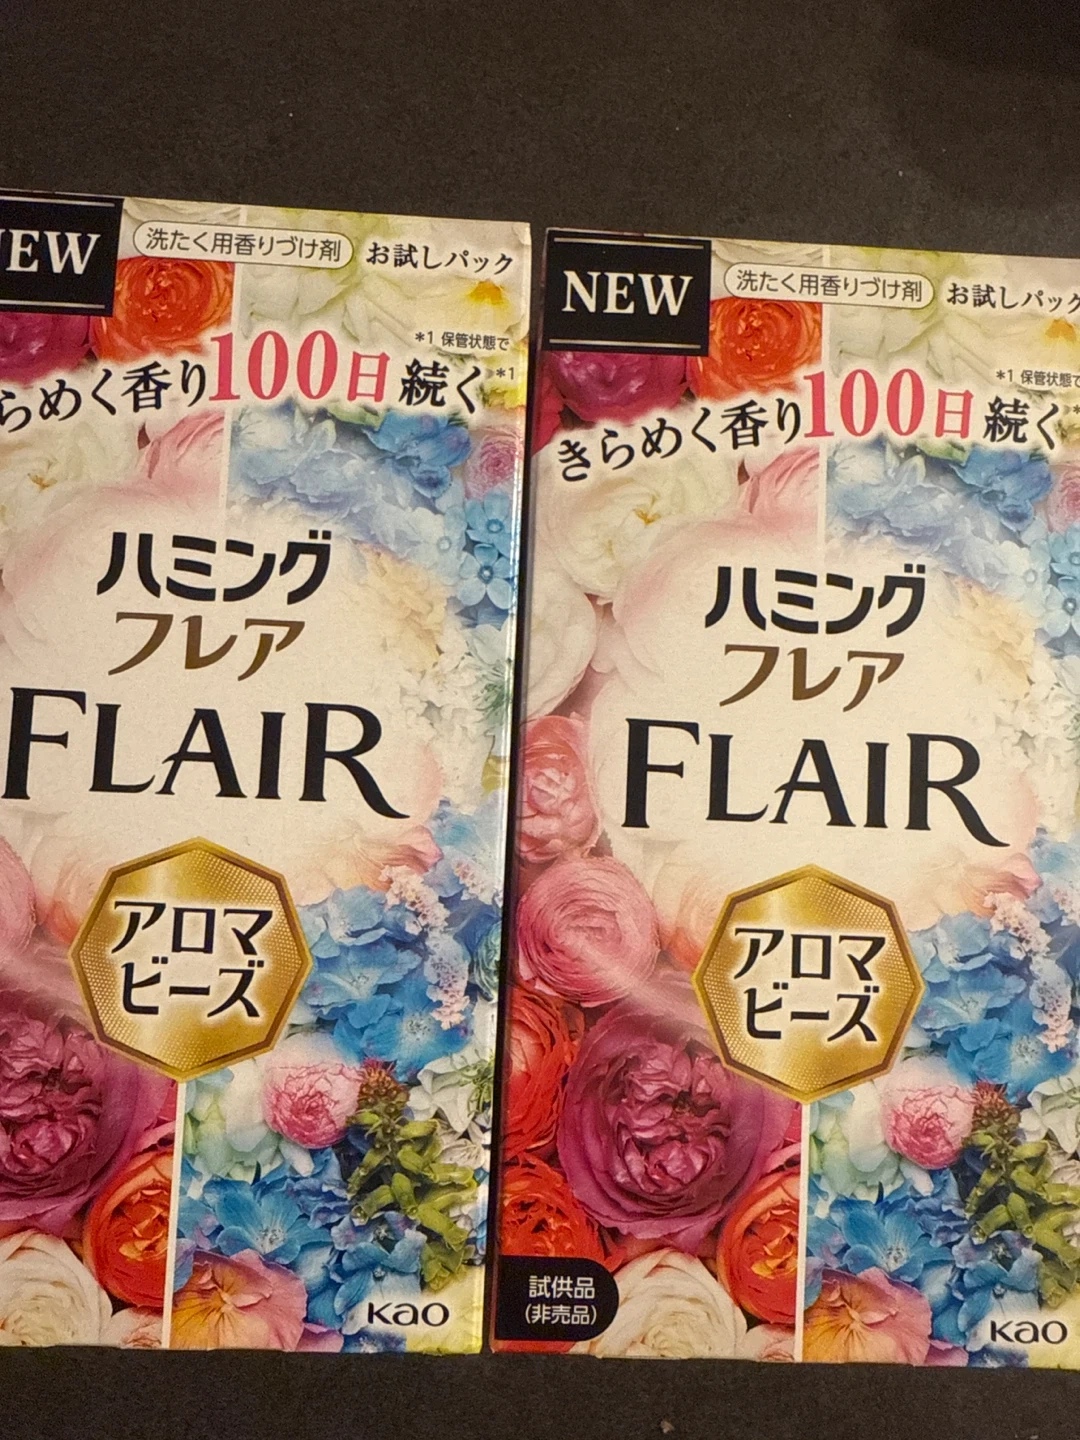 NEW
洗たく用香りづけ剤
お試しパック
*1 保管状態で
らめく香り100日続く*1
ハミング
フレア
FLAIR
アロマ
ビーズ
Kao
NEW
洗たく用香りづけ剤
お試しパック
*1 保管状態で
きらめく香り100日続く*
ハミング
フレア
FLAIR
アロマ
ビーズ
試供品
(非売品)
Kao